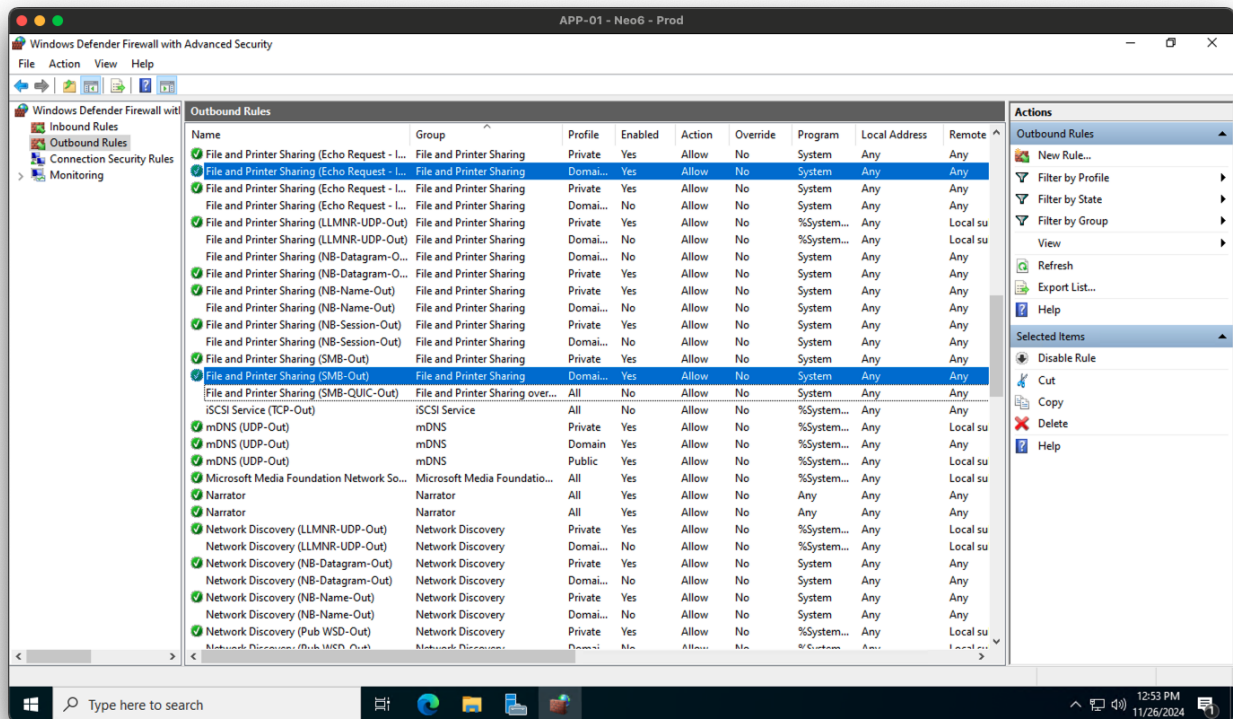 APP-01 - Neo6 - Prod
Windows Defender Firewall with Advanced Security
File Action View Help
Windows Defender Firewall witl
Inbound Rules
Outbound Rules
Connection Security Rules
Monitoring
Outbound Rules
Name Group Profile Enabled Action Override Program Local Address Remote
File and Printer Sharing (Echo Request - I... File and Printer Sharing Private Yes Allow No System Any Any
File and Printer Sharing (Echo Request - I... File and Printer Sharing Domai... Yes Allow No System Any Any
File and Printer Sharing (Echo Request - I... File and Printer Sharing Private Yes Allow No System Any Any
File and Printer Sharing (Echo Request - I... File and Printer Sharing Domai... No Allow No System Any Any
File and Printer Sharing (LLMNR-UDP-Out) File and Printer Sharing Private Yes Allow No %System... Any Local su
File and Printer Sharing (LLMNR-UDP-Out) File and Printer Sharing Domai... No Allow No %System... Any Local su
File and Printer Sharing (NB-Datagram-O... File and Printer Sharing Domai... No Allow No System Any Any
File and Printer Sharing (NB-Datagram-O... File and Printer Sharing Private Yes Allow No System Any Any
File and Printer Sharing (NB-Name-Out) File and Printer Sharing Private Yes Allow No System Any Any
File and Printer Sharing (NB-Name-Out) File and Printer Sharing Domai... No Allow No System Any Any
File and Printer Sharing (NB-Session-Out) File and Printer Sharing Private Yes Allow No System Any Any
File and Printer Sharing (NB-Session-Out) File and Printer Sharing Domai... No Allow No System Any Any
File and Printer Sharing (SMB-Out) File and Printer Sharing Private Yes Allow No System Any Any
File and Printer Sharing (SMB-Out) File and Printer Sharing Domai... Yes Allow No System Any Any
File and Printer Sharing (SMB-QUIC-Out) File and Printer Sharing over... All No Allow No System Any Any
iSCSI Service (TCP-Out) iSCSI Service All No Allow No %System... Any Any
mDNS (UDP-Out) mDNS Private Yes Allow No %System... Any Local su
mDNS (UDP-Out) mDNS Domain Yes Allow No %System... Any Any
mDNS (UDP-Out) mDNS Public Yes Allow No %System... Any Local su
Microsoft Media Foundation Network So... Microsoft Media Foundatio... All Yes Allow No %System... Any Any
Narrator Narrator All Yes Allow No Any Any Any
Narrator Narrator All Yes Allow No Any Any Any
Network Discovery (LLMNR-UDP-Out) Network Discovery Private Yes Allow No %System... Any Local su
Network Discovery (LLMNR-UDP-Out) Network Discovery Domai... No Allow No %System... Any Local su
Network Discovery (NB-Datagram-Out) Network Discovery Private Yes Allow No System Any Any
Network Discovery (NB-Datagram-Out) Network Discovery Domai... No Allow No System Any Any
Network Discovery (NB-Name-Out) Network Discovery Private Yes Allow No System Any Any
Network Discovery (NB-Name-Out) Network Discovery Domai... No Allow No System Any Any
Network Discovery (Pub WSD-Out) Network Discovery Private Yes Allow No %System... Any Local su
Network Discovery (Pub WSD-Out) Network Discovery Domai... No Allow No %System... Any Local su
Actions
Outbound Rules
New Rule...
Filter by Profile
Filter by State
Filter by Group
View
Refresh
Export List...
Help
Selected Items
Disable Rule
Cut
Copy
Delete
Help
Type here to search
12:53 PM
11/26/2024
1